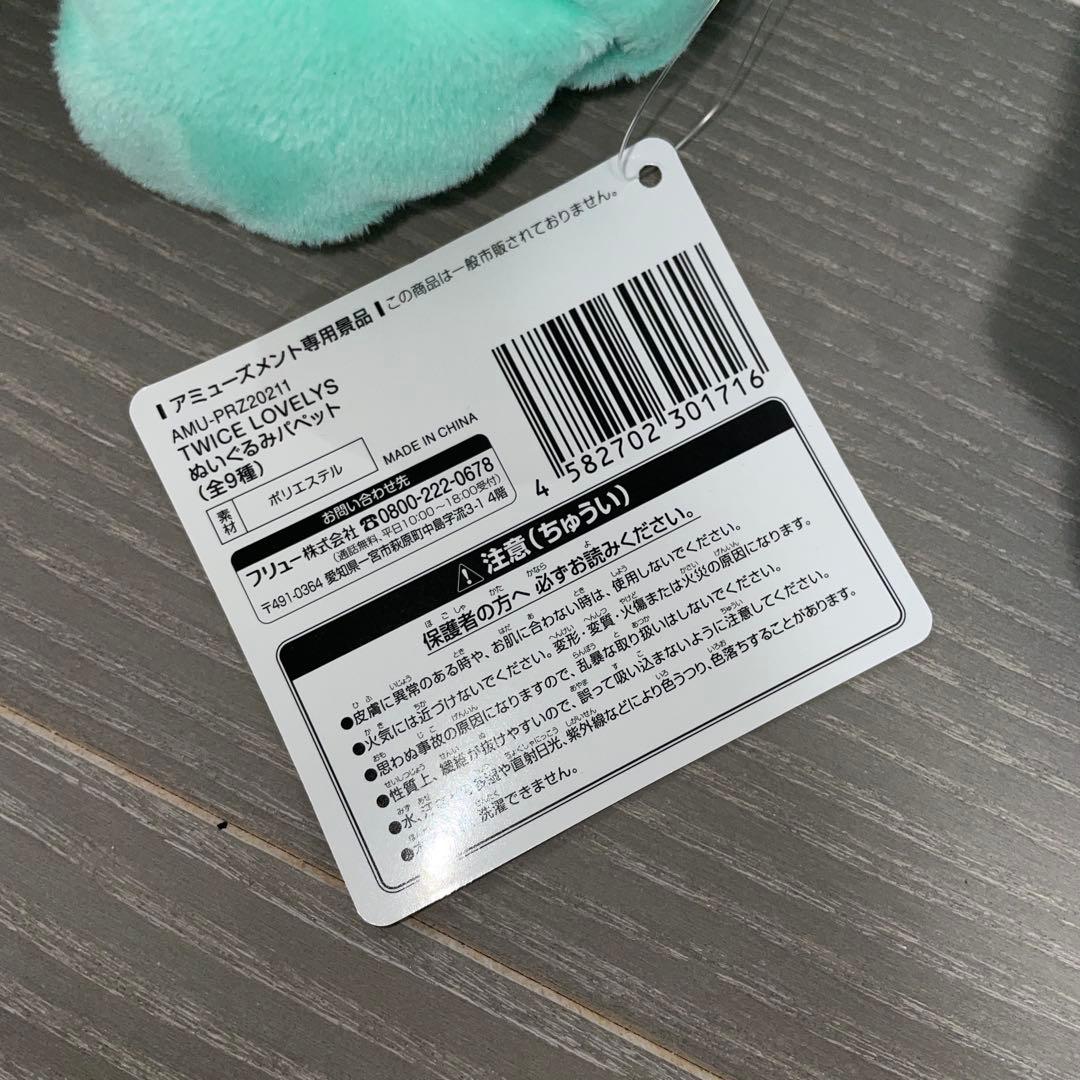 アミューズメント専用景品 この商品は一般市販されておりません。
AMU-PRZ20211
TWICE LOVELYS
ぬいぐるみパペット
(全9種)
素材 ポリエステル MADE IN CHINA
お問い合わせ先
フリュー株式会社 ☎0800-222-0678
(通話無料、平日10:00〜18:00受付)
〒491-0364 愛知県一宮市萩原町中島字流3-1 4階
4 582702 301716
注意(ちゅうい)
保護者の方へ 必ずお読みください。
●皮膚に異常のある時や、お肌に合わない時は、使用しないでください。
●火気には近づけないでください。変形・変質・火傷または火災の原因になります。
●思わぬ事故の原因になりますので、乱暴な取り扱いはしないでください。
●性質上、繊維が抜けやすいので、誤って吸い込まないように注意してください。
●水、や直射日光、紫外線などにより色うつり、色落ちすることがあります。
● 洗濯できません。